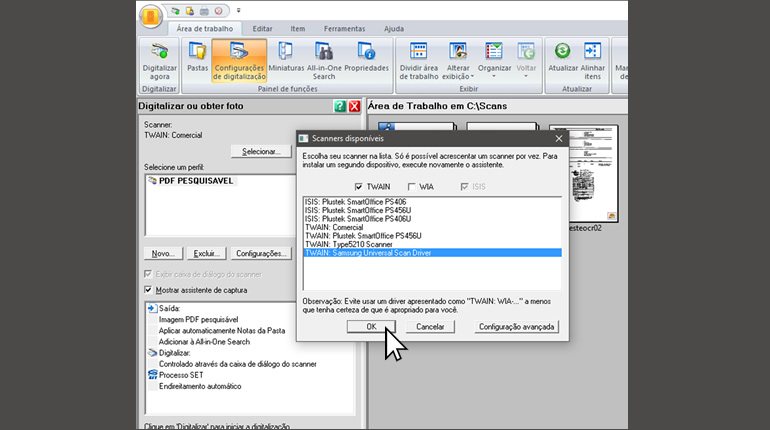 Área de trabalho Editar Item Ferramentas Ajuda
Digitalizar agora
Pastas
Configurações de digitalização
Miniaturas
All-in-One Search
Propriedades
Dividir área de trabalho
Alterar exibição
Organizar
Voltar
Atualizar
Alinhar itens
Digitalizar Painel de funções Exibir Atualizar
Digitalizar ou obter foto
Área de Trabalho em C:\Scans
Scanner:
TWAIN: Comercial
Selecionar...
Selecione um perfil:
PDF PESQUISAVEL
Novo... Excluir... Configurações...
Exibir caixa de diálogo do scanner
Mostrar assistente de captura
Saída:
Imagem PDF pesquisável
Aplicar automaticamente Notas da Pasta
Adicionar à All-in-One Search
Digitalizar:
Controlado através da caixa de diálogo do scanner
Processo SET
Endireitamento automático
Clique em 'Digitalizar' para iniciar a digitalização
Scanners disponíveis
Escolha seu scanner na lista. Só é possível acrescentar um scanner por vez. Para
instalar um segundo dispositivo, execute novamente o assistente.
TWAIN WIA ISIS
ISIS: Plustek SmartOffice PS406
ISIS: Plustek SmartOffice PS456U
ISIS: Plustek SmartOffice PS406U
TWAIN: Comercial
TWAIN: Plustek SmartOffice PS456U
TWAIN: Type5210 Scanner
TWAIN: Samsung Universal Scan Driver
Observação: Evite usar um driver apresentado como "TWAIN: WIA-..." a menos
que tenha certeza de que é apropriado para você.
OK Cancelar Configuração avançada
esteocr02